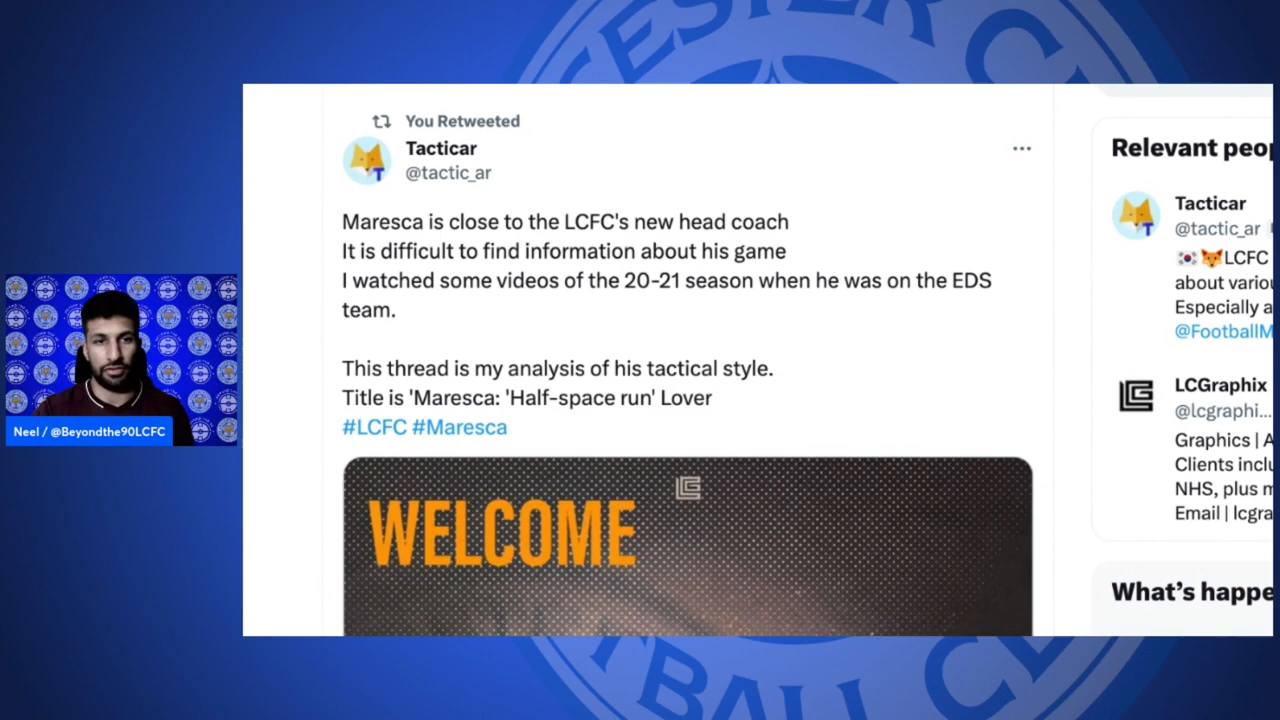 ESTER C
You Retweeted
Tacticar
@tactic_ar
Maresca is close to the LCFC's new head coach
It is difficult to find information about his game
I watched some videos of the 20-21 season when he was on the EDS
team.
This thread is my analysis of his tactical style.
Title is 'Maresca: 'Half-space run' Lover
#LCFC #Maresca
WELCOME
Relevant peop
Tacticar
@tactic_ar
LCFC
about variou
Especially a
@FootballM
LCGraphix
@lcgraphi...
Graphics | A
Clients inclu
NHS, plus m
Email | lcgra
What's happe
Neel / @Beyondthe90LCFC
TBALL C